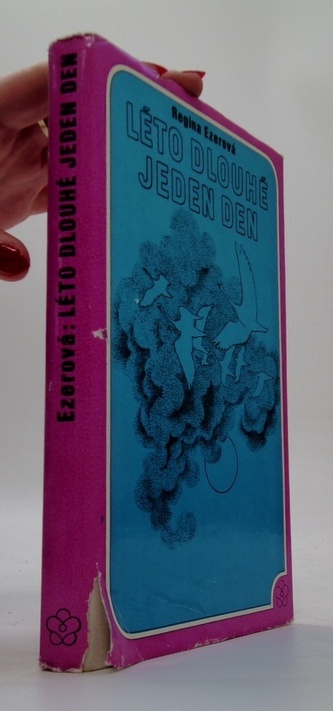 Ezerová: LÉTO DLOUHÉ JEDEN DEN
Regina Ezerová
LÉTO DLOUHÉ
JEDEN DEN